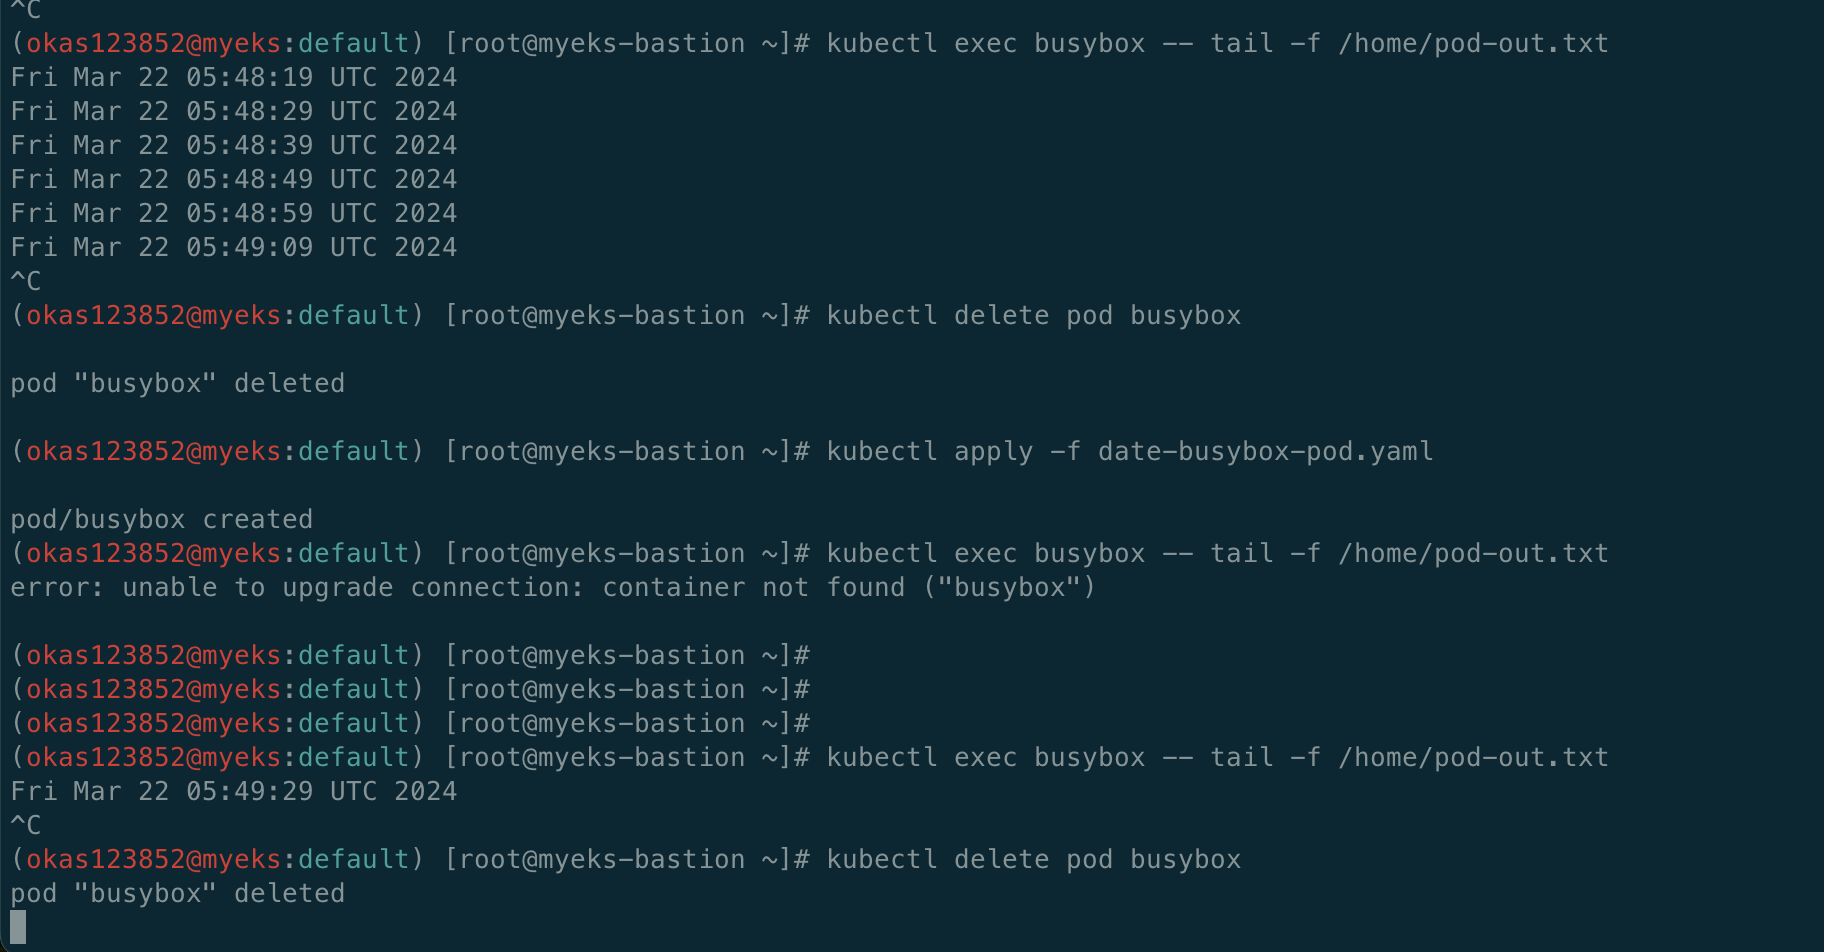 ^C
(okas123852@myeks:default) [root@myeks-bastion ~]# kubectl exec busybox -- tail -f /home/pod-out.txt
Fri Mar 22 05:48:19 UTC 2024
Fri Mar 22 05:48:29 UTC 2024
Fri Mar 22 05:48:39 UTC 2024
Fri Mar 22 05:48:49 UTC 2024
Fri Mar 22 05:48:59 UTC 2024
Fri Mar 22 05:49:09 UTC 2024
^C
(okas123852@myeks:default) [root@myeks-bastion ~]# kubectl delete pod busybox
pod "busybox" deleted
(okas123852@myeks:default) [root@myeks-bastion ~]# kubectl apply -f date-busybox-pod.yaml
pod/busybox created
(okas123852@myeks:default) [root@myeks-bastion ~]# kubectl exec busybox -- tail -f /home/pod-out.txt
error: unable to upgrade connection: container not found ("busybox")
(okas123852@myeks:default) [root@myeks-bastion ~]#
(okas123852@myeks:default) [root@myeks-bastion ~]#
(okas123852@myeks:default) [root@myeks-bastion ~]#
(okas123852@myeks:default) [root@myeks-bastion ~]# kubectl exec busybox -- tail -f /home/pod-out.txt
Fri Mar 22 05:49:29 UTC 2024
^C
(okas123852@myeks:default) [root@myeks-bastion ~]# kubectl delete pod busybox
pod "busybox" deleted